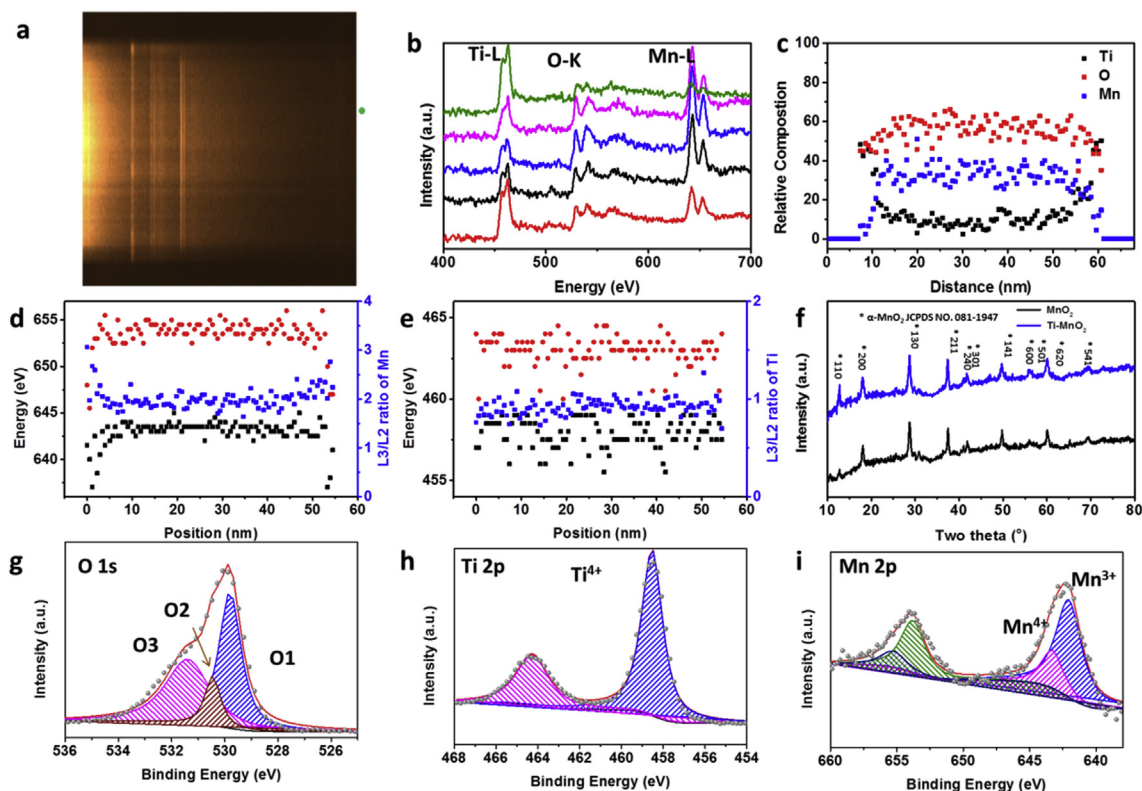 a
b
Ti-L
O-K
Mn-L
Intensity (a.u.)
400
500
600
700
Energy (eV)
c
100
80
60
40
20
0
Relative Compostion
Ti
O
Mn
0
10
20
30
40
50
60
Distance (nm)
d
655
650
645
640
Energy (eV)
4
3
2
1
0
L3/L2 ratio of Mn
0
10
20
30
40
50
60
Position (nm)
e
465
460
455
Energy (eV)
2
1
0
L3/L2 ratio of Ti
0
10
20
30
40
50
60
Position (nm)
f
MnO₂
Ti-MnO₂
* α-MnO₂ JCPDS NO. 081-1947
* 110
* 200
* 130
* 211
* 240
* 301
* 141
* 600
* 501
* 620
* 541
Intensity (a.u.)
10
20
30
40
50
60
70
80
Two theta (°)
g
O 1s
O3
O2
O1
Intensity (a.u.)
536
534
532
530
528
526
Binding Energy (eV)
h
Ti 2p
Ti⁴⁺
Intensity (a.u.)
468
466
464
462
460
458
456
454
Binding Energy (eV)
i
Mn 2p
Mn⁴⁺
Mn³⁺
Intensity (a.u.)
660
655
650
645
640
Binding Energy (eV)